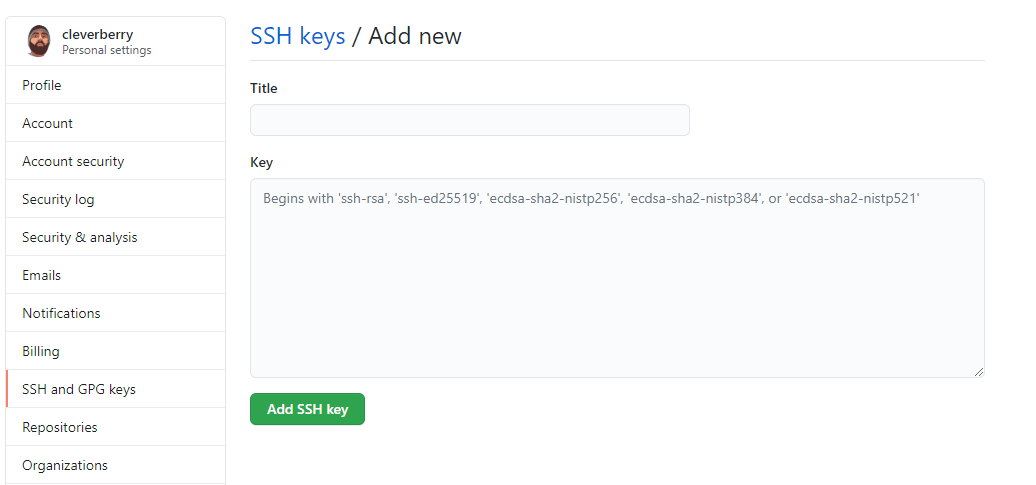 cleverberry
Personal settings
Profile
Account
Account security
Security log
Security & analysis
Emails
Notifications
Billing
SSH and GPG keys
Repositories
Organizations
SSH keys / Add new
Title
Key
Begins with 'ssh-rsa', 'ssh-ed25519', 'ecdsa-sha2-nistp256', 'ecdsa-sha2-nistp384', or 'ecdsa-sha2-nistp521'
Add SSH key